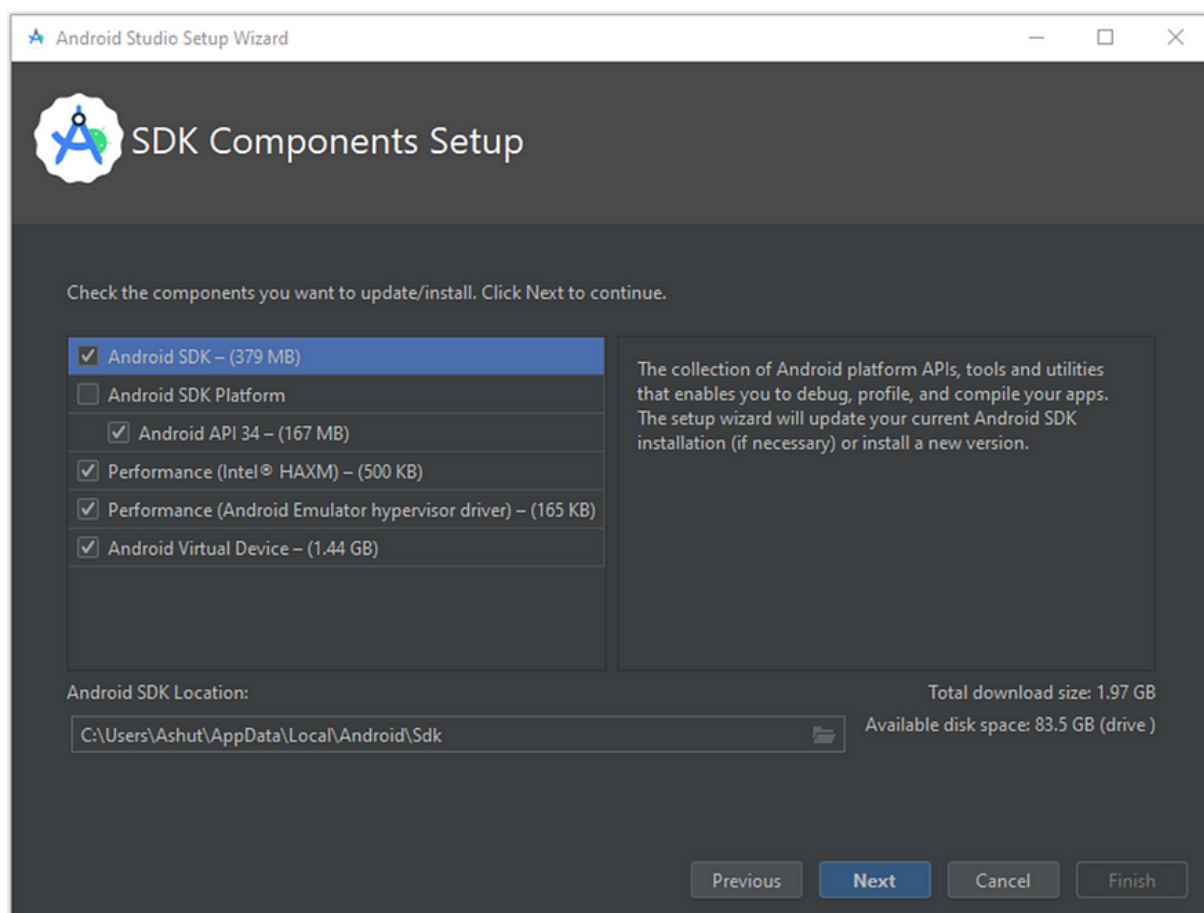 Android Studio Setup Wizard
SDK Components Setup
Check the components you want to update/install. Click Next to continue.
Android SDK – (379 MB)
Android SDK Platform
Android API 34 – (167 MB)
Performance (Intel® HAXM) – (500 KB)
Performance (Android Emulator hypervisor driver) – (165 KB)
Android Virtual Device – (1.44 GB)
The collection of Android platform APIs, tools and utilities
that enables you to debug, profile, and compile your apps.
The setup wizard will update your current Android SDK
installation (if necessary) or install a new version.
Android SDK Location:
Total download size: 1.97 GB
C:\Users\Ashut\AppData\Local\Android\Sdk
Available disk space: 83.5 GB (drive )
Previous Next Cancel Finish